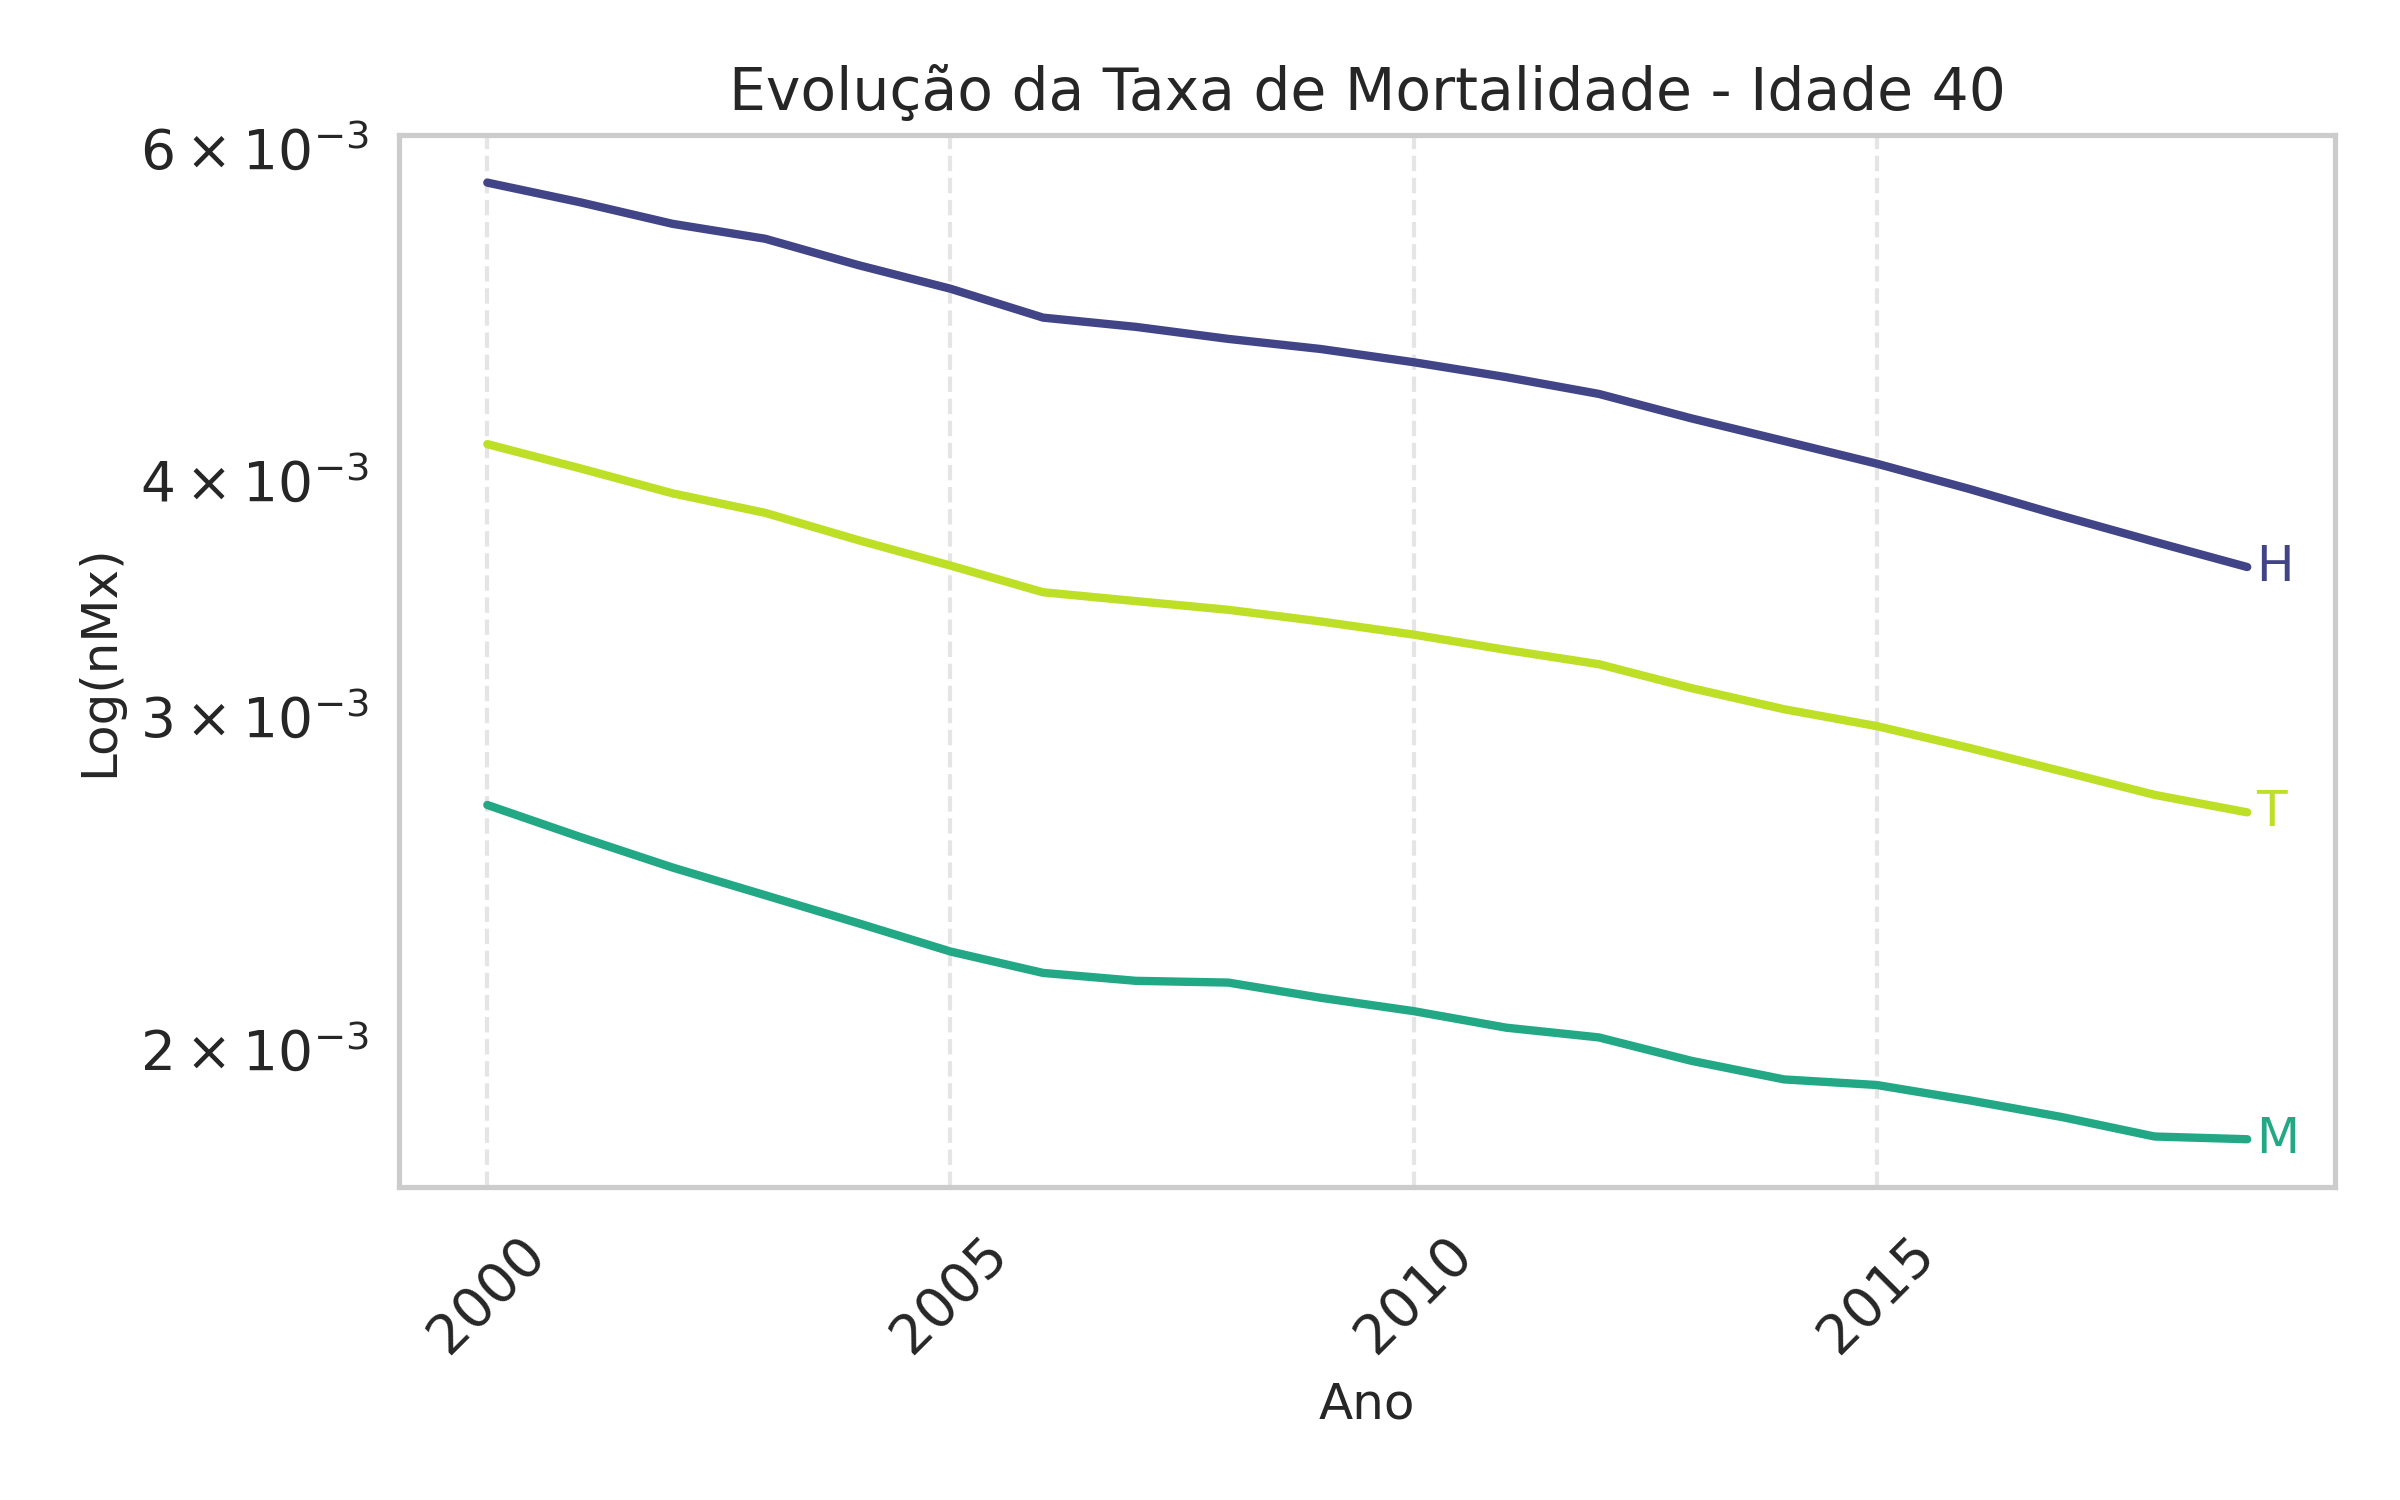 Evolução da Taxa de Mortalidade - Idade 40
6 × 10⁻³
4 × 10⁻³
3 × 10⁻³
2 × 10⁻³
Log(nMx)
H
T
M
2000
2005
2010
2015
Ano